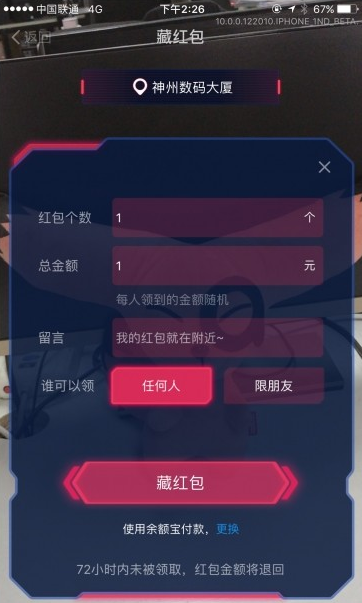 中国联通 4G 下午2:26 67%
返回 藏红包 10.0.0.122010.IPHONE_1ND_BETA
神州数码大厦
红包个数 1 个
总金额 1 元
每人领到的金额随机
留言 我的红包就在附近~
谁可以领 任何人 限朋友
藏红包
使用余额宝付款，更换
72小时内未被领取，红包金额将退回